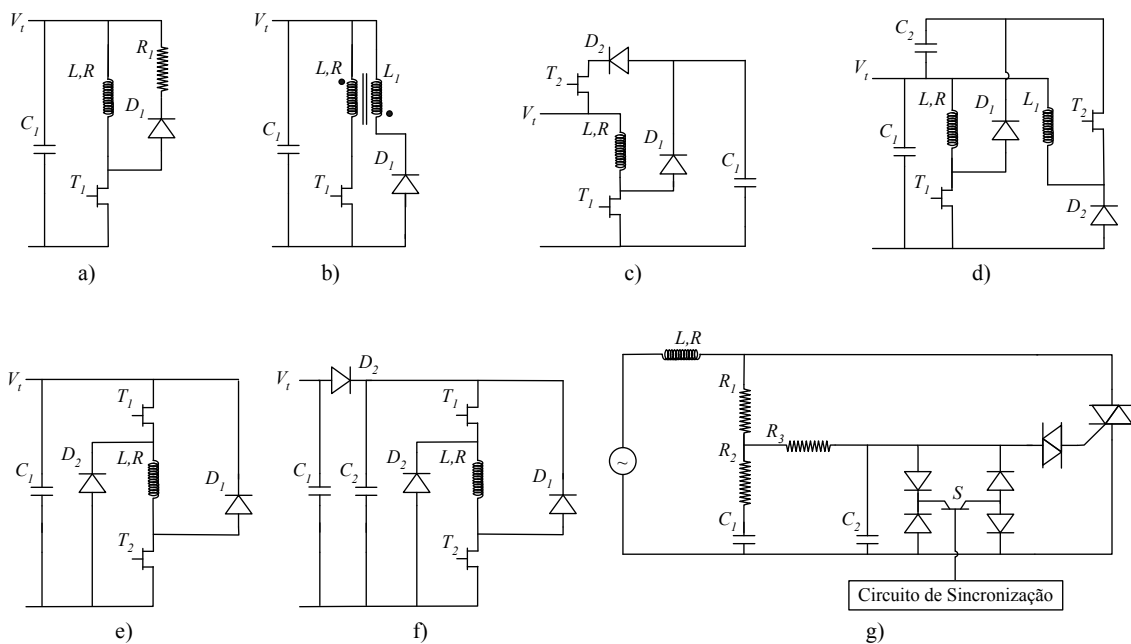 V_t
R_1
L,R
D_1
C_1
T_1
a)
V_t
L,R
L_1
C_1
D_1
T_1
b)
D_2
T_2
V_t
L,R
D_1
C_1
T_1
c)
C_2
V_t
L,R
D_1
L_1
T_2
C_1
T_1
D_2
d)
V_t
T_1
D_2
L,R
C_1
D_1
T_2
e)
D_2
V_t
T_1
D_2
L,R
C_1
C_2
D_1
T_2
f)
L,R
R_1
R_3
R_2
~
S
C_1
C_2
Circuito de Sincronização
g)